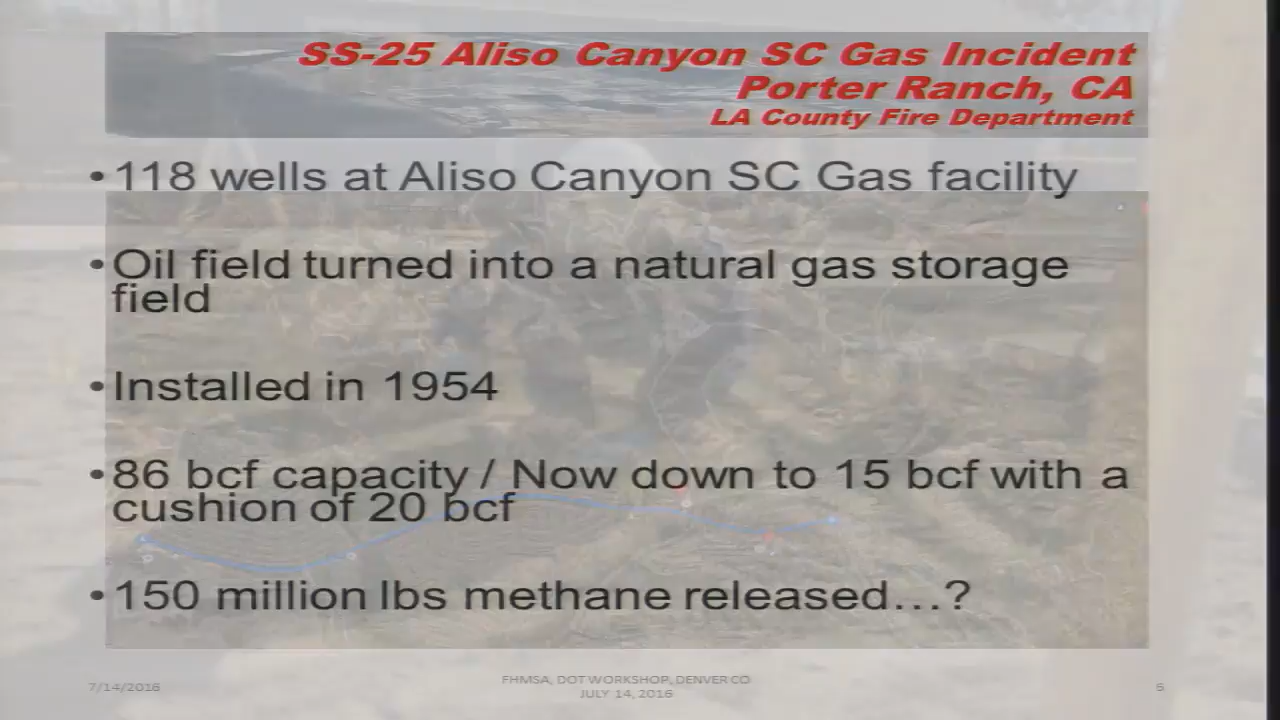 SS-25 Aliso Canyon SC Gas Incident
Porter Ranch, CA
LA County Fire Department
•118 wells at Aliso Canyon SC Gas facility
•Oil field turned into a natural gas storage
field
•Installed in 1954
•86 bcf capacity / Now down to 15 bcf with a
cushion of 20 bcf
•150 million lbs methane released…?
7/14/2016
FHMSA, DOT WORKSHOP, DENVER CO
JULY 14, 2016
5